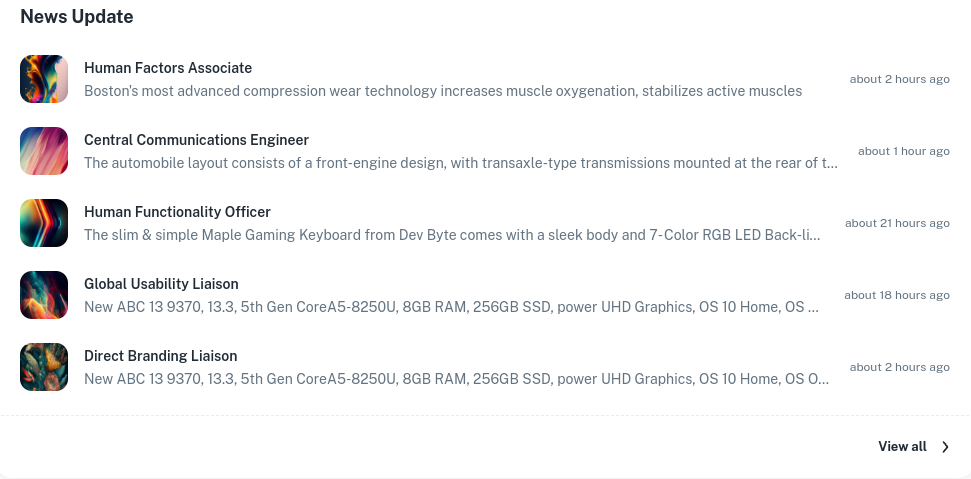 News Update
Human Factors Associate
Boston's most advanced compression wear technology increases muscle oxygenation, stabilizes active muscles
about 2 hours ago
Central Communications Engineer
The automobile layout consists of a front-engine design, with transaxle-type transmissions mounted at the rear of t...
about 1 hour ago
Human Functionality Officer
The slim & simple Maple Gaming Keyboard from Dev Byte comes with a sleek body and 7-Color RGB LED Back-li...
about 21 hours ago
Global Usability Liaison
New ABC 13 9370, 13.3, 5th Gen CoreA5-8250U, 8GB RAM, 256GB SSD, power UHD Graphics, OS 10 Home, OS ...
about 18 hours ago
Direct Branding Liaison
New ABC 13 9370, 13.3, 5th Gen CoreA5-8250U, 8GB RAM, 256GB SSD, power UHD Graphics, OS 10 Home, OS O...
about 2 hours ago
View all